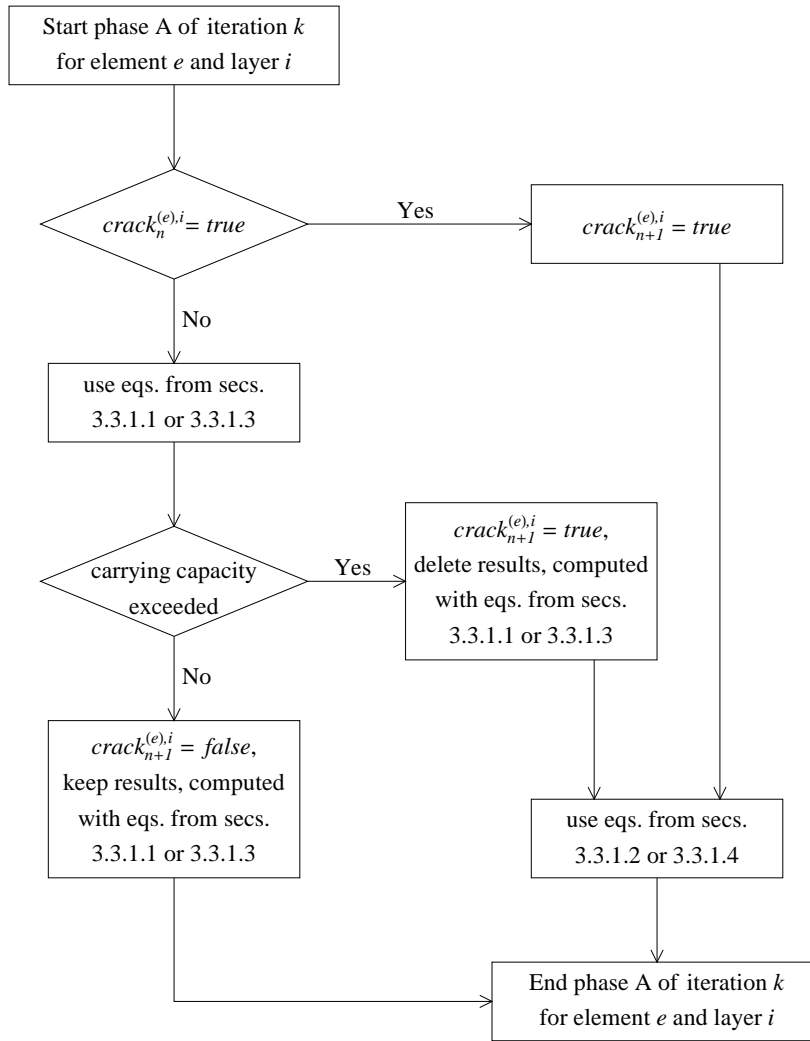 Start phase A of iteration k
for element e and layer i
crack_n^{(e),i} = true
Yes
crack_{n+1}^{(e),i} = true
No
use eqs. from secs.
3.3.1.1 or 3.3.1.3
carrying capacity
exceeded
Yes
crack_{n+1}^{(e),i} = true,
delete results, computed
with eqs. from secs.
3.3.1.1 or 3.3.1.3
No
crack_{n+1}^{(e),i} = false,
keep results, computed
with eqs. from secs.
3.3.1.1 or 3.3.1.3
use eqs. from secs.
3.3.1.2 or 3.3.1.4
End phase A of iteration k
for element e and layer i